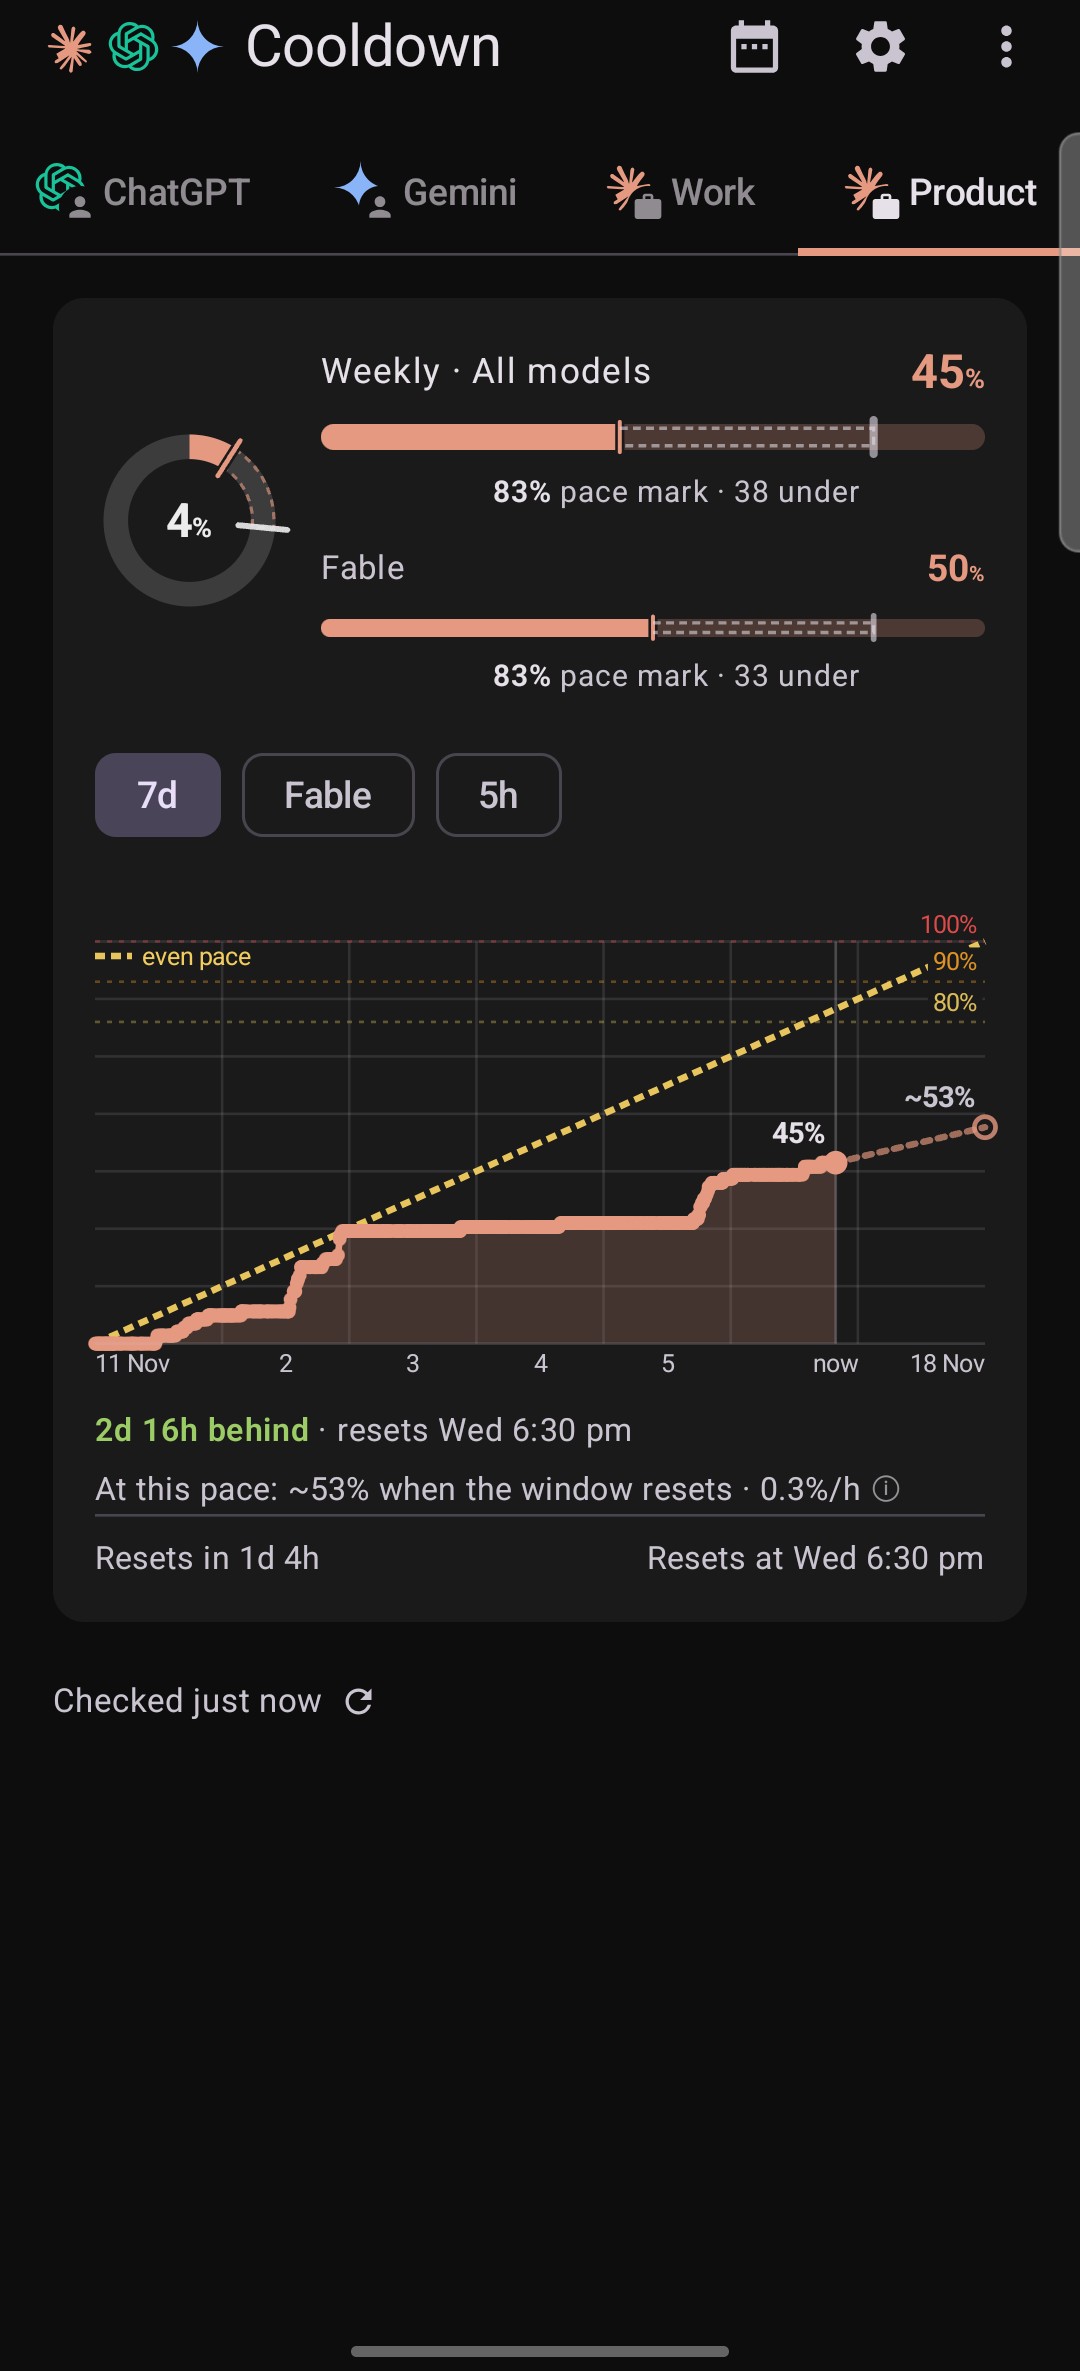 Cooldown
ChatGPT
Gemini
Work
Product
Weekly · All models 45%
83% pace mark · 38 under
4%
Fable 50%
83% pace mark · 33 under
7d
Fable
5h
100%
even pace
90%
80%
~53%
45%
11 Nov 2 3 4 5 now 18 Nov
2d 16h behind · resets Wed 6:30 pm
At this pace: ~53% when the window resets · 0.3%/h
Resets in 1d 4h
Resets at Wed 6:30 pm
Checked just now